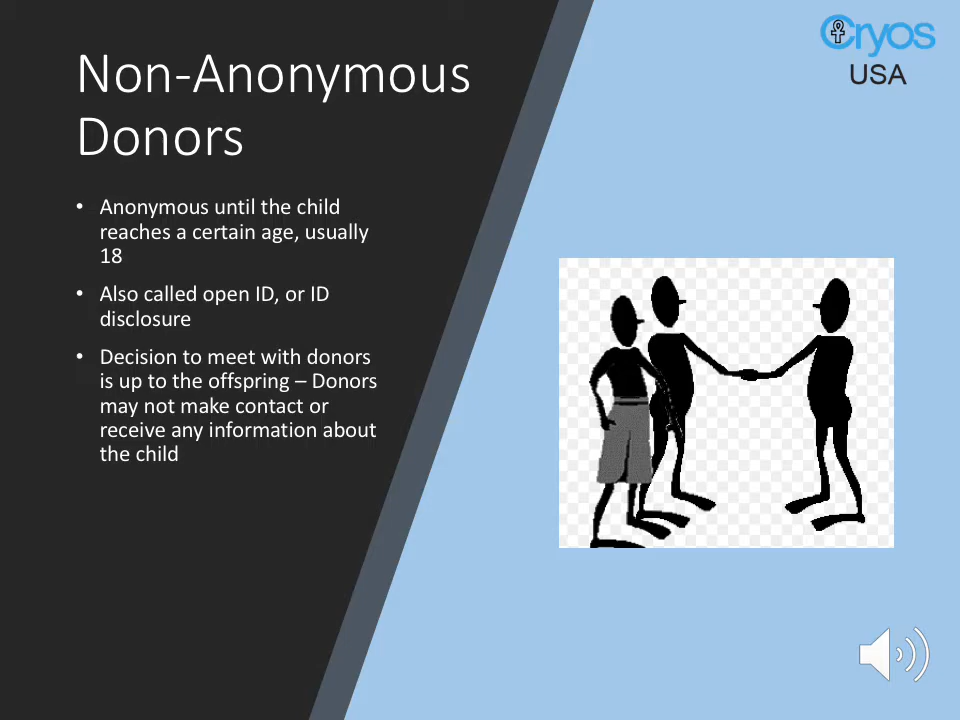 Cryos
USA
Non-Anonymous
Donors
• Anonymous until the child
reaches a certain age, usually
18
• Also called open ID, or ID
disclosure
• Decision to meet with donors
is up to the offspring – Donors
may not make contact or
receive any information about
the child